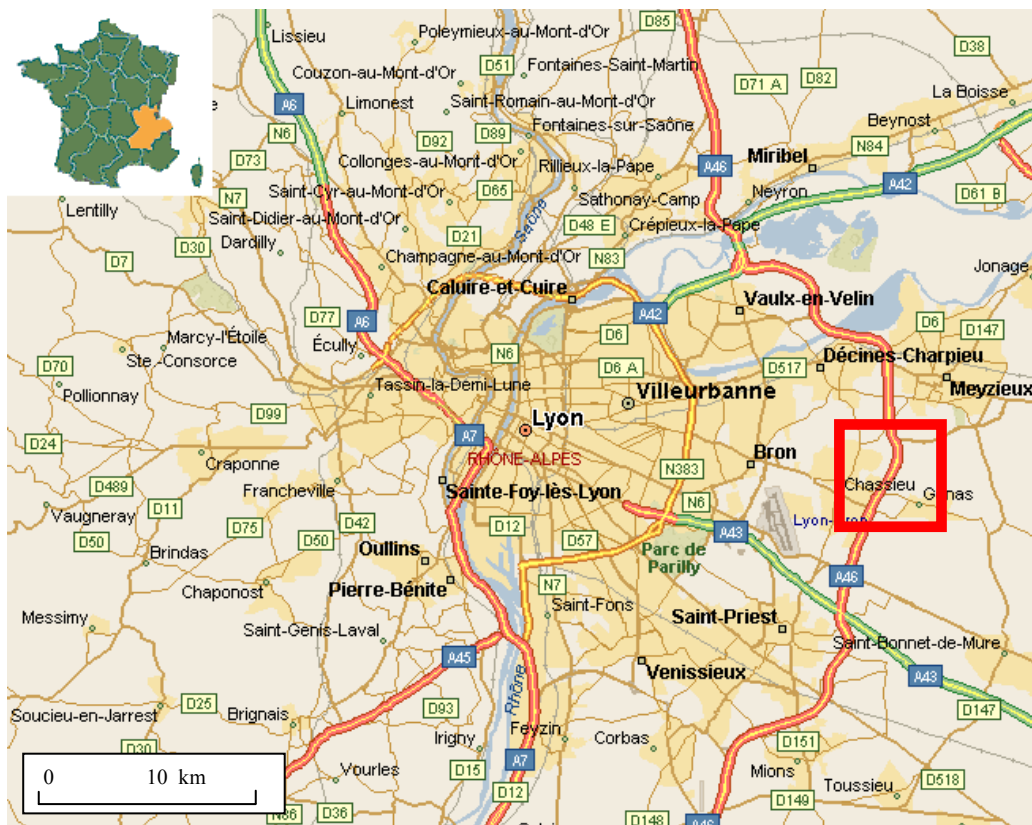 Lissieu
Poleymieux-au-Mont-d'Or
D85
D38
D51
Fontaines-Saint-Martin
Couzon-au-Mont-d'Or
D71 A
D82
La Boisse
A6
Limonest
Saint-Romain-au-Mont-d'Or
Beynost
N6
D92
D89
Fontaines-sur-Saône
N84
D73
Collonges-au-Mont-d'Or
Rillieux-la-Pape
A46
Miribel
A42
N7
Saint-Cyr-au-Mont-d'Or
D65
Sathonay-Camp
Neyron
D61 B
Lentilly
Saint-Didier-au-Mont-d'Or
Saône
D48 E
Crépieux-la-Pape
D30
Dardilly
D21
D7
Champagne-au-Mont-d'Or
N83
Jonage
Caluire-et-Cuire
Vaulx-en-Velin
A42
D77
A6
D6
D6
D147
Marcy-l'Étoile
Écully
N6
Décines-Charpieu
Ste.-Consorce
D70
D6 A
D517
Tassin-la-Demi-Lune
Villeurbanne
Meyzieux
Pollionnay
D99
Lyon
D24
A7
Craponne
RHÔNE-ALPES
N383
Bron
D489
Francheville
Sainte-Foy-lès-Lyon
Chassieu
Genas
Vaugneray
D11
N6
D75
D42
D12
Lyon-Bron
D50
D50
D57
A43
Brindas
Oullins
Parc de
Parilly
A46
Chaponost
Pierre-Bénite
N7
Messimy
Saint-Fons
Saint-Priest
Saint-Genis-Laval
Saint-Bonnet-de-Mure
A45
Venissieux
A43
Rhône
Soucieu-en-Jarrest
D25
Brignais
D93
D147
D30
Irigny
Feyzin
Corbas
D151
A7
Mions
D15
Vourles
Toussieu
D518
D12
D149
N86
D36
D148
A46
0 10 km